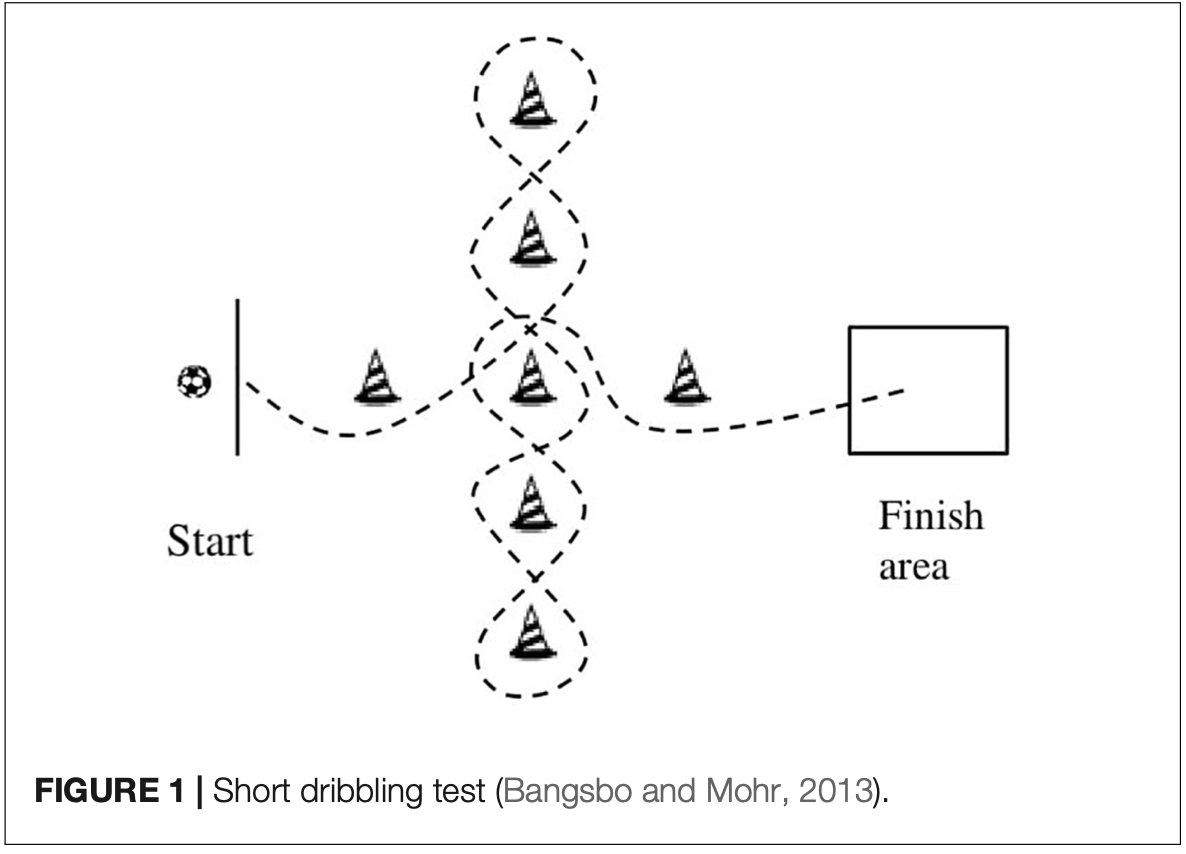 Start
Finish
area
FIGURE 1 | Short dribbling test (Bangsbo and Mohr, 2013).